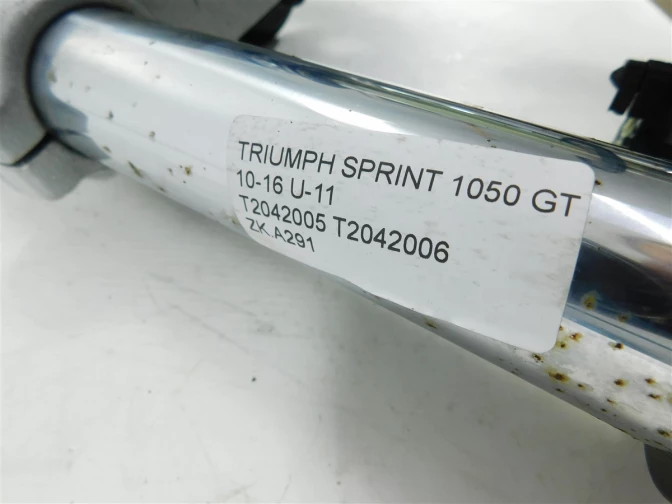 TRIUMPH SPRINT 1050 GT
10-16 U-11
T2042005 T2042006
ZK.A291